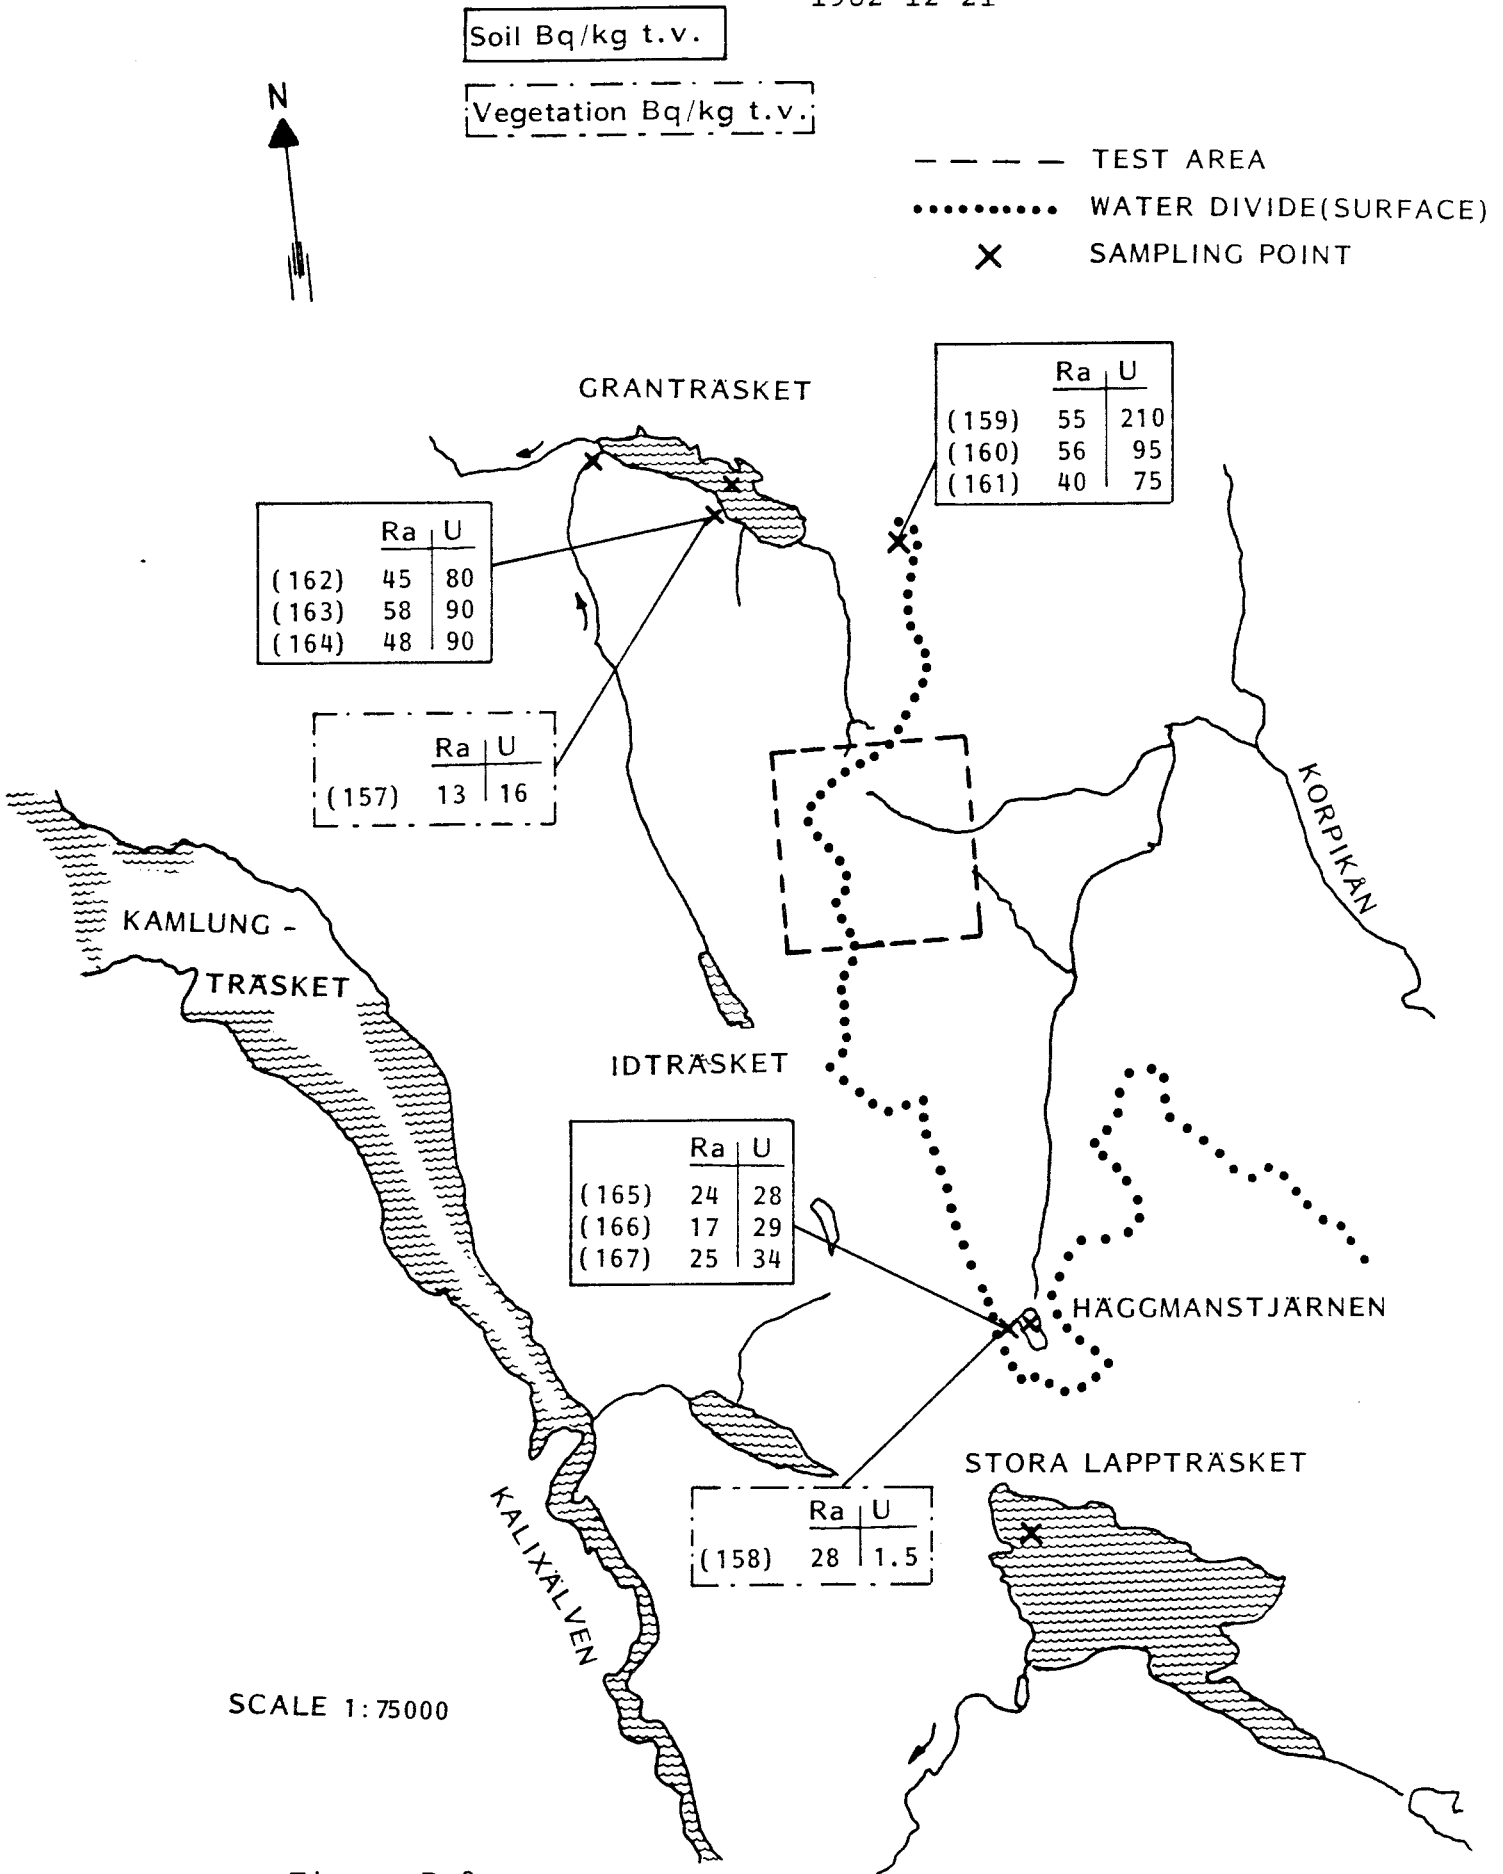 Soil Bq/kg t.v.
Vegetation Bq/kg t.v.
N
TEST AREA
WATER DIVIDE(SURFACE)
SAMPLING POINT
GRANTRÄSKET
Ra U
(159) 55 210
(160) 56 95
(161) 40 75
Ra U
(162) 45 80
(163) 58 90
(164) 48 90
Ra U
(157) 13 16
KORPIKÅN
KAMLUNG -
TRÄSKET
IDTRÄSKET
Ra U
(165) 24 28
(166) 17 29
(167) 25 34
HÄGGMANSTJÄRNEN
STORA LAPPTRÄSKET
Ra U
(158) 28 1.5
KALIXÄLVEN
SCALE 1:75000